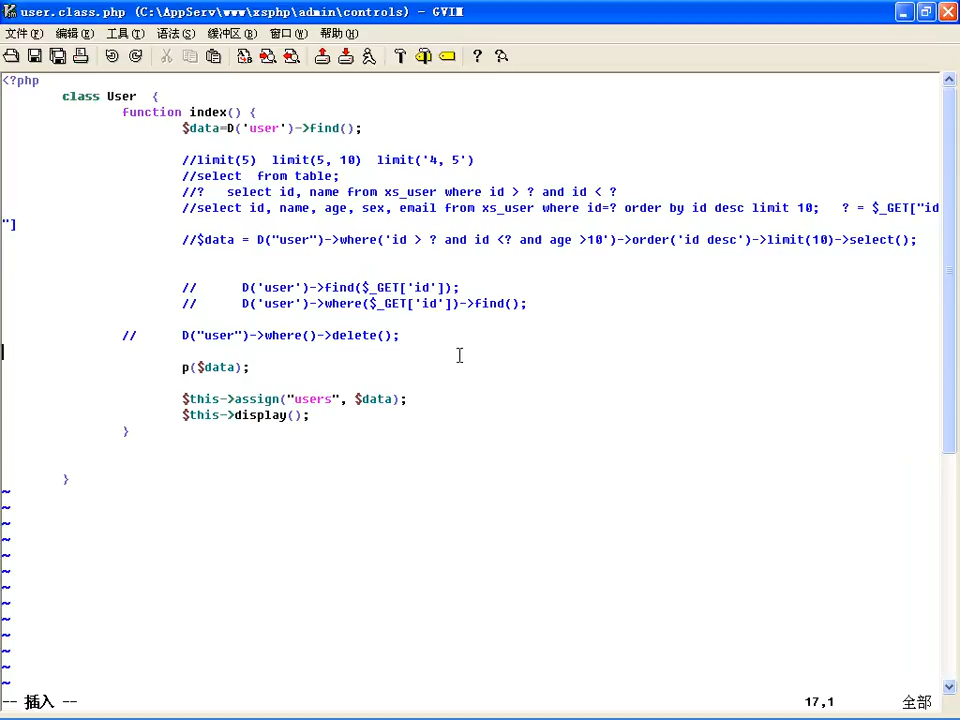 user.class.php (C:\AppServ\www\xsphp\admin\controls) - GVIM
文件(F) 编辑(E) 工具(T) 语法(S) 缓冲区(B) 窗口(W) 帮助(H)
<?php
class User {
function index() {
$data=D('user')->find();
//limit(5) limit(5, 10) limit('4, 5')
//select from table;
//? select id, name from xs_user where id > ? and id < ?
//select id, name, age, sex, email from xs_user where id=? order by id desc limit 10; ? = $_GET["id
"]
//$data = D("user")->where('id > ? and id <? and age >10')->order('id desc')->limit(10)->select();
// D('user')->find($_GET['id']);
// D('user')->where($_GET['id'])->find();
// D("user")->where()->delete();
p($data);
$this->assign("users", $data);
$this->display();
}
}
~
~
~
~
~
~
~
~
~
~
~
~
~
-- 插入 -- 17,1 全部